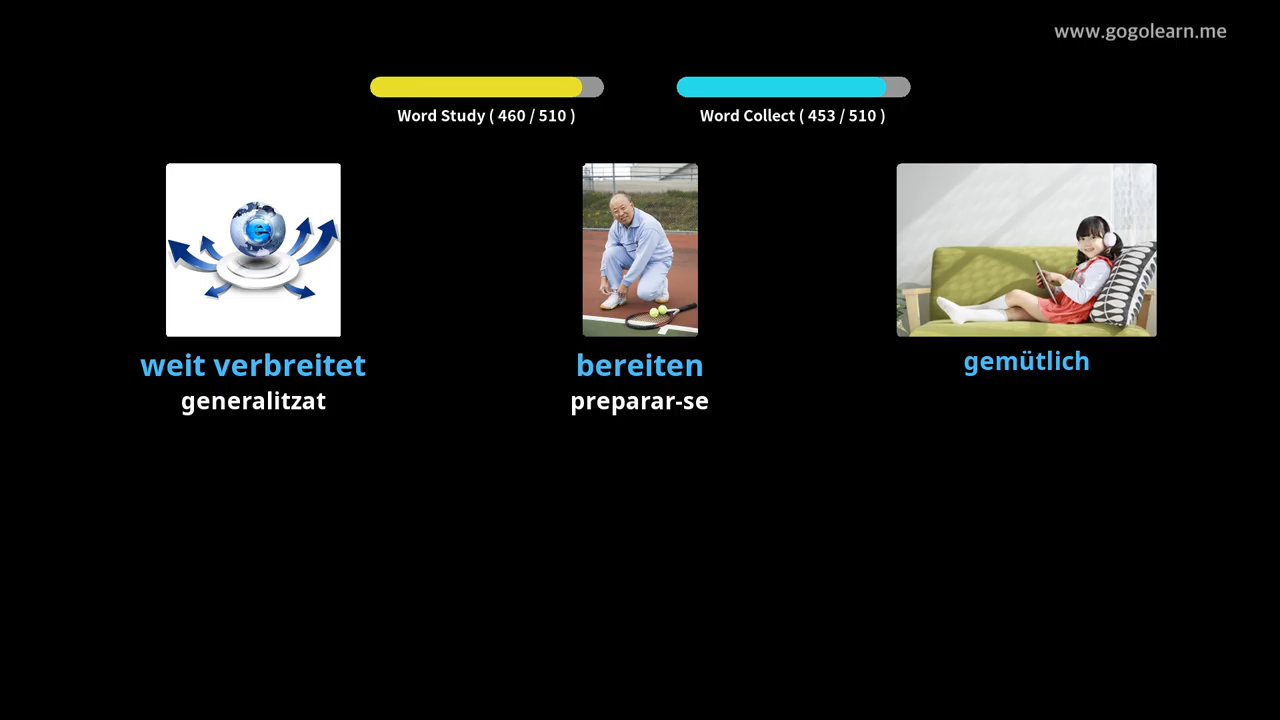 www.gogolearn.me
Word Study ( 460 / 510 )
Word Collect ( 453 / 510 )
weit verbreitet
generalitzat
bereiten
preparar-se
gemütlich